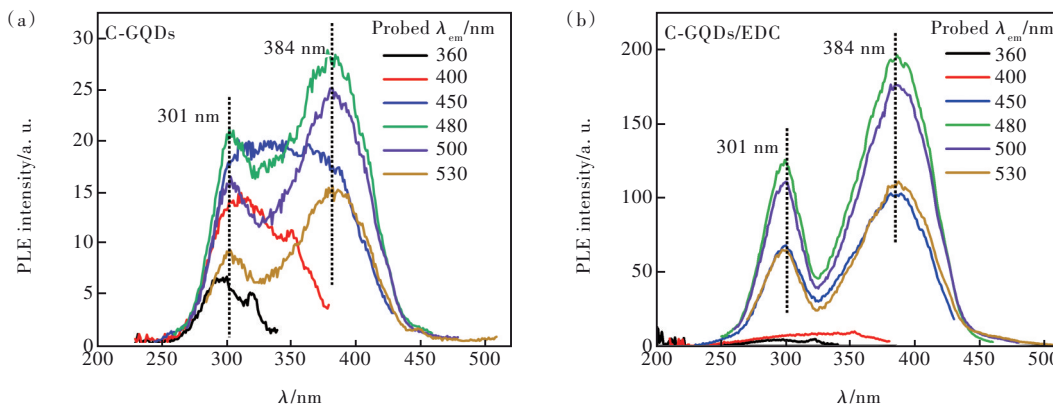 (a)
C-GQDs
384 nm
301 nm
Probed λem/nm
360
400
450
480
500
530
PLE intensity/a. u.
30
25
20
15
10
5
0
200 250 300 350 400 450 500
λ/nm
(b)
C-GQDs/EDC
384 nm
301 nm
Probed λem/nm
360
400
450
480
500
530
PLE intensity/a. u.
200
150
100
50
0
200 250 300 350 400 450 500
λ/nm